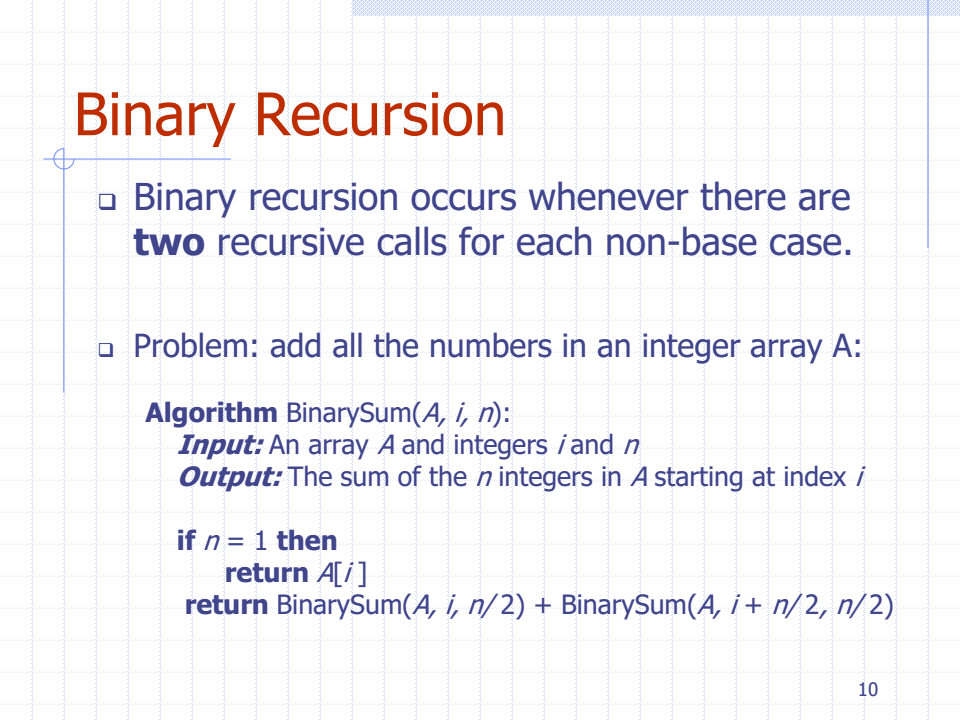 Binary Recursion
❑ Binary recursion occurs whenever there are
two recursive calls for each non-base case.
❑ Problem: add all the numbers in an integer array A:
Algorithm BinarySum(A, i, n):
Input: An array A and integers i and n
Output: The sum of the n integers in A starting at index i
if n = 1 then
return A[i ]
return BinarySum(A, i, n/ 2) + BinarySum(A, i + n/ 2, n/ 2)
10